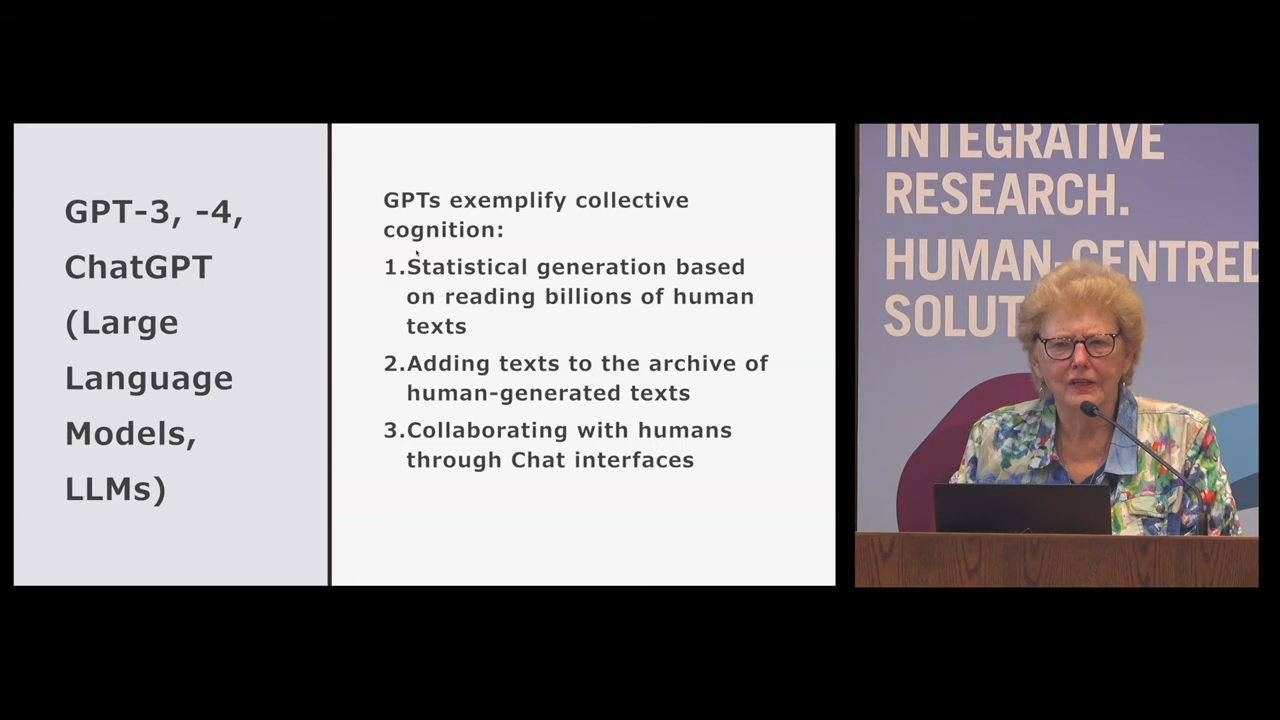 GPT-3, -4,
ChatGPT
(Large
Language
Models,
LLMs)
GPTs exemplify collective
cognition:
1.Statistical generation based
on reading billions of human
texts
2.Adding texts to the archive of
human-generated texts
3.Collaborating with humans
through Chat interfaces
INTEGRATIVE
RESEARCH.
HUMAN-CENTRED
SOLUT